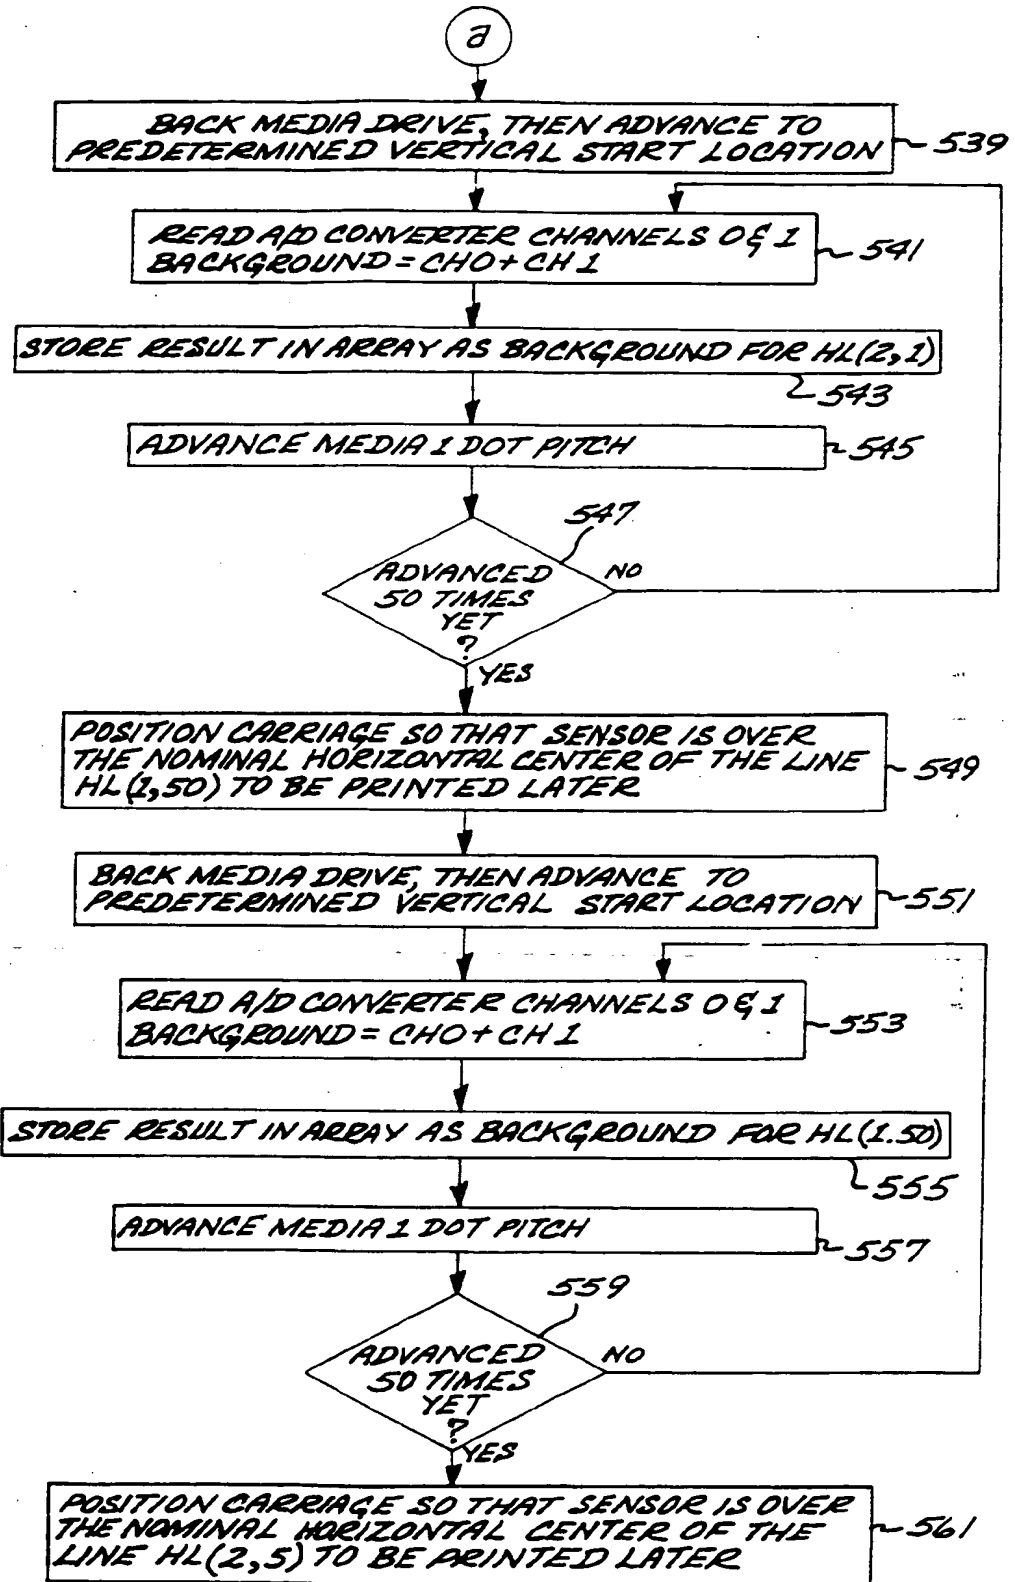 a
BACK MEDIA DRIVE, THEN ADVANCE TO
PREDETERMINED VERTICAL START LOCATION
539
READ A/D CONVERTER CHANNELS 0 & 1
BACKGROUND = CH0 + CH 1
541
STORE RESULT IN ARRAY AS BACKGROUND FOR HL(2,1)
543
ADVANCE MEDIA 1 DOT PITCH
545
547
ADVANCED
50 TIMES
YET
?
NO
YES
POSITION CARRIAGE SO THAT SENSOR IS OVER
THE NOMINAL HORIZONTAL CENTER OF THE LINE
HL(1,50) TO BE PRINTED LATER
549
BACK MEDIA DRIVE, THEN ADVANCE TO
PREDETERMINED VERTICAL START LOCATION
551
READ A/D CONVERTER CHANNELS 0 & 1
BACKGROUND = CH0 + CH 1
553
STORE RESULT IN ARRAY AS BACKGROUND FOR HL(1.50)
555
ADVANCE MEDIA 1 DOT PITCH
557
559
ADVANCED
50 TIMES
YET
?
NO
YES
POSITION CARRIAGE SO THAT SENSOR IS OVER
THE NOMINAL HORIZONTAL CENTER OF THE
LINE HL(2,5) TO BE PRINTED LATER
561